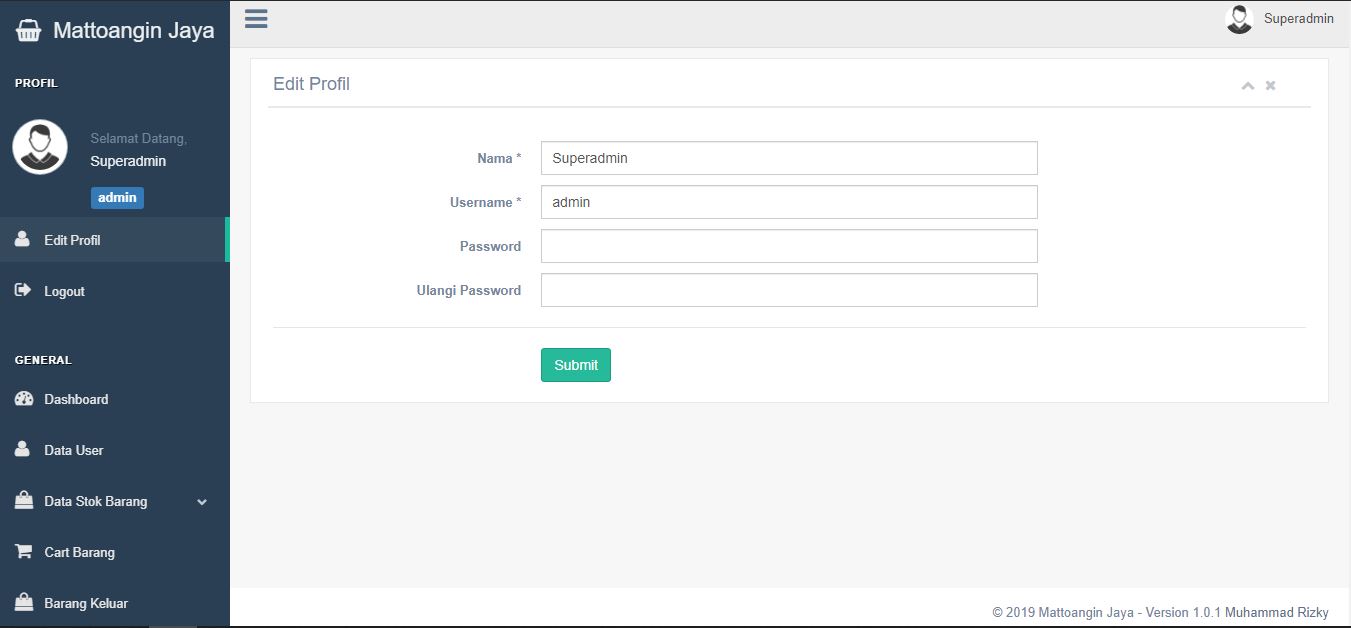 Mattoangin Jaya
Superadmin
PROFIL
Selamat Datang,
Superadmin
admin
Edit Profil
Logout
GENERAL
Dashboard
Data User
Data Stok Barang
Cart Barang
Barang Keluar
Edit Profil
Nama * Superadmin
Username * admin
Password
Ulangi Password
Submit
© 2019 Mattoangin Jaya - Version 1.0.1 Muhammad Rizky